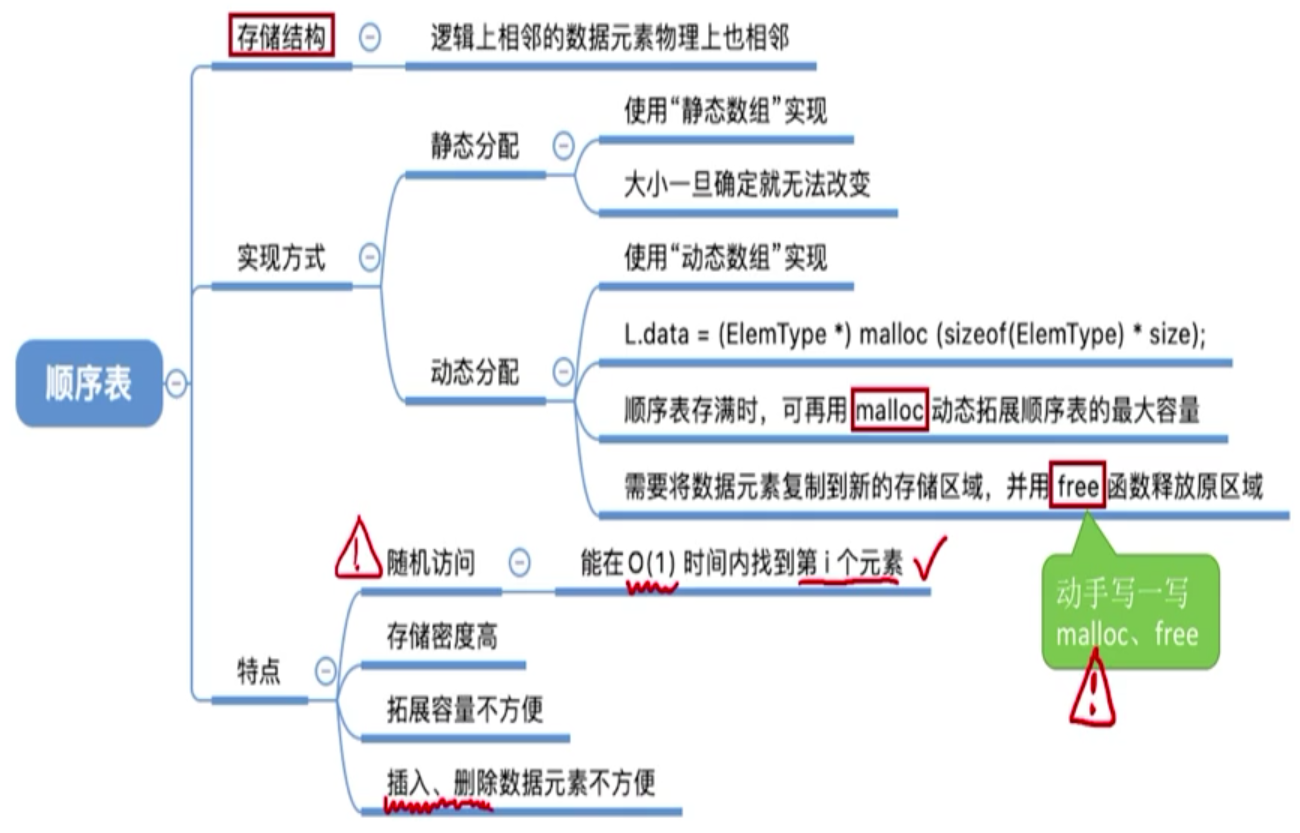 存储结构
逻辑上相邻的数据元素物理上也相邻
使用“静态数组”实现
静态分配
大小一旦确定就无法改变
实现方式
使用“动态数组”实现
L.data = (ElemType *) malloc (sizeof(ElemType) * size);
动态分配
顺序表
顺序表存满时，可再用 malloc 动态拓展顺序表的最大容量
需要将数据元素复制到新的存储区域，并用 free 函数释放原区域
随机访问
能在 O(1) 时间内找到第 i 个元素
动手写一写
malloc、free
存储密度高
特点
拓展容量不方便
插入、删除数据元素不方便